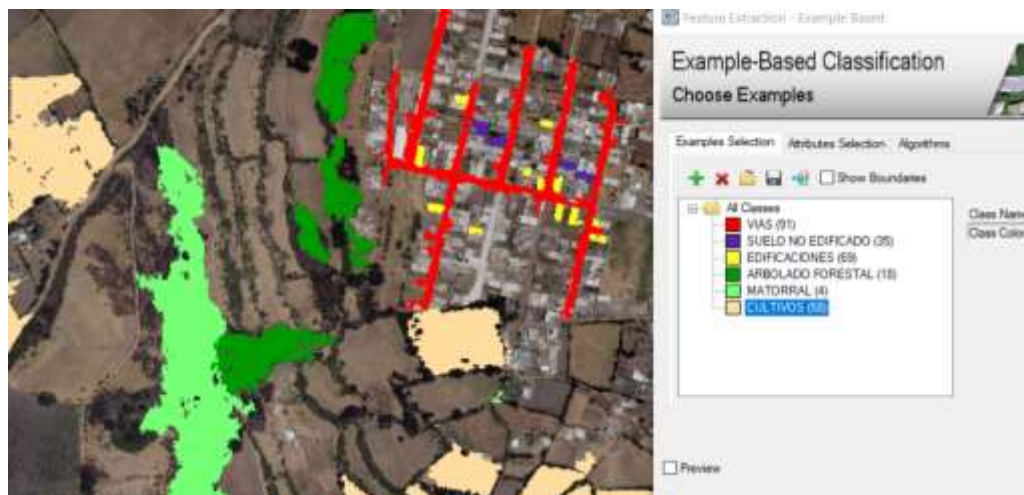 Feature Extraction - Example Based
Example-Based Classification
Choose Examples
Examples Selection Attributes Selection Algorithms
Show Boundaries
All Classes
VIAS (91)
SUELO NO EDIFICADO (35)
EDIFICACIONES (69)
ARBOLADO FORESTAL (18)
MATORRAL (4)
CULTIVOS (68)
Class Name
Class Color
Preview